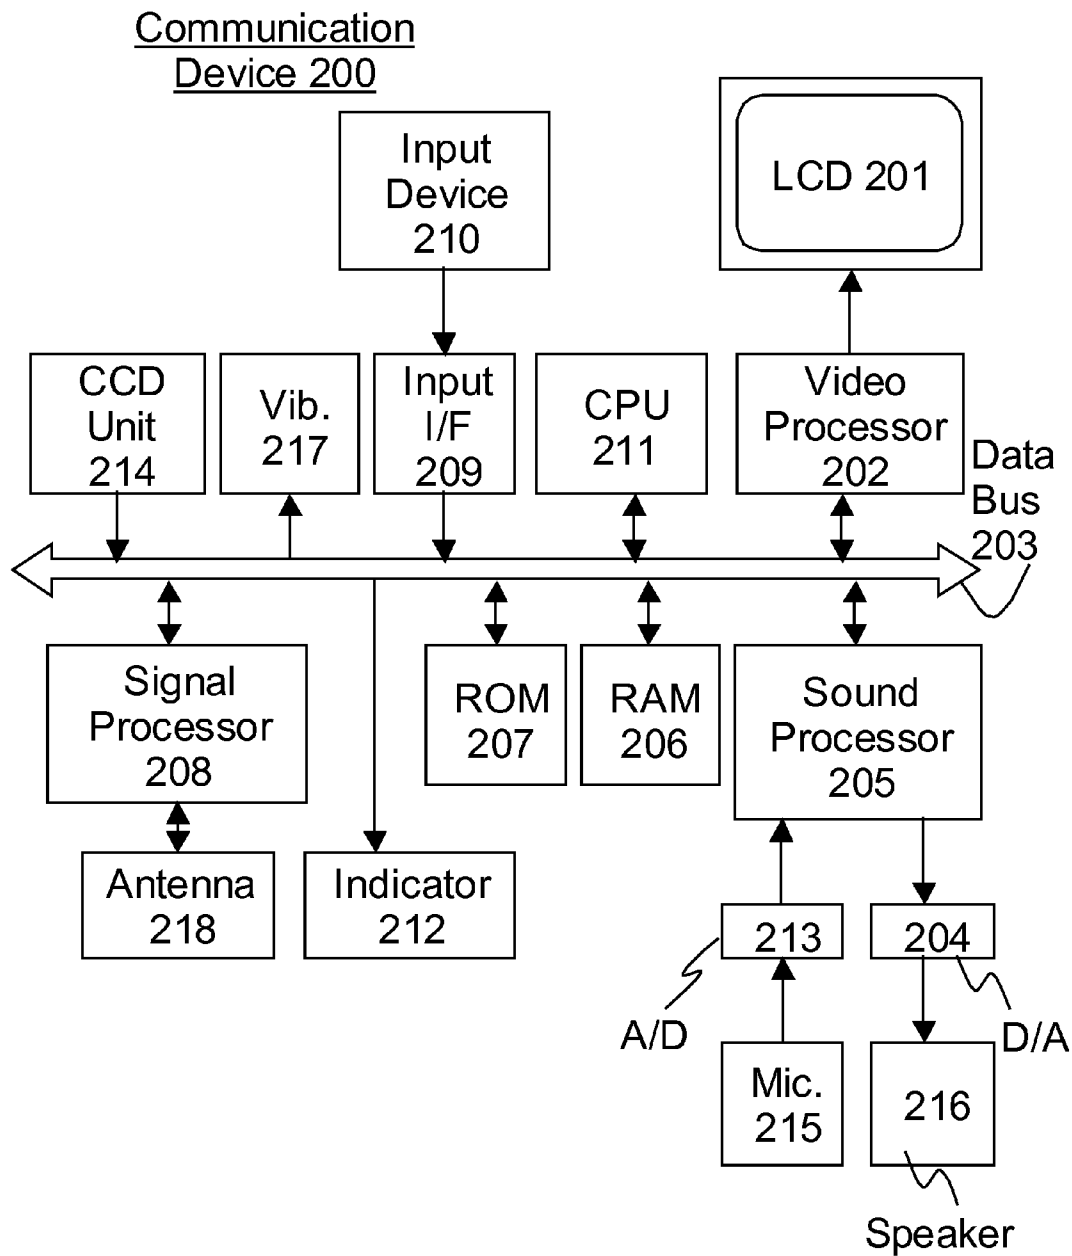 Communication
Device 200
Input
Device
210
LCD 201
CCD
Unit
214
Vib.
217
Input
I/F
209
CPU
211
Video
Processor
202
Data
Bus
203
Signal
Processor
208
ROM
207
RAM
206
Sound
Processor
205
Antenna
218
Indicator
212
213
204
A/D
D/A
Mic.
215
216
Speaker